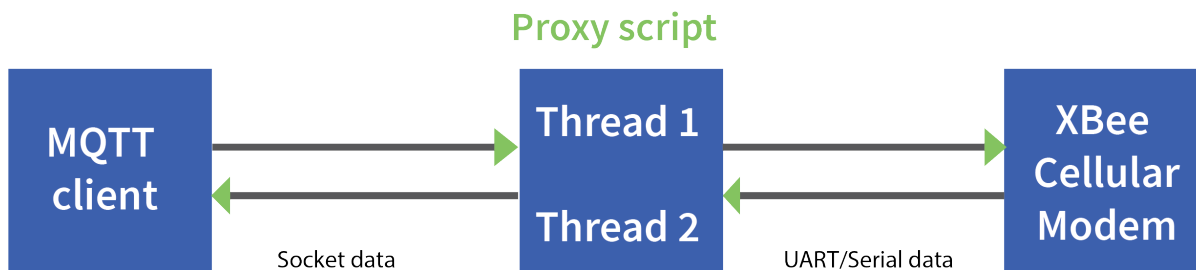 Proxy script
MQTT
client
Thread 1
Thread 2
XBee
Cellular
Modem
Socket data
UART/Serial data